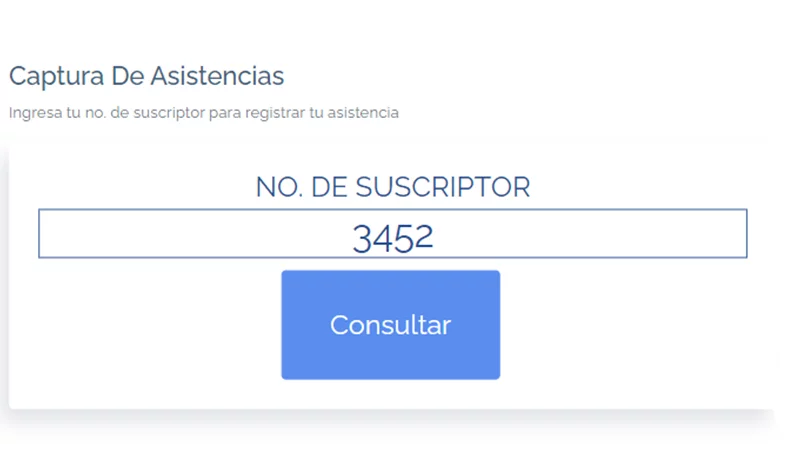 Captura De Asistencias
Ingresa tu no. de suscriptor para registrar tu asistencia
NO. DE SUSCRIPTOR
3452
Consultar